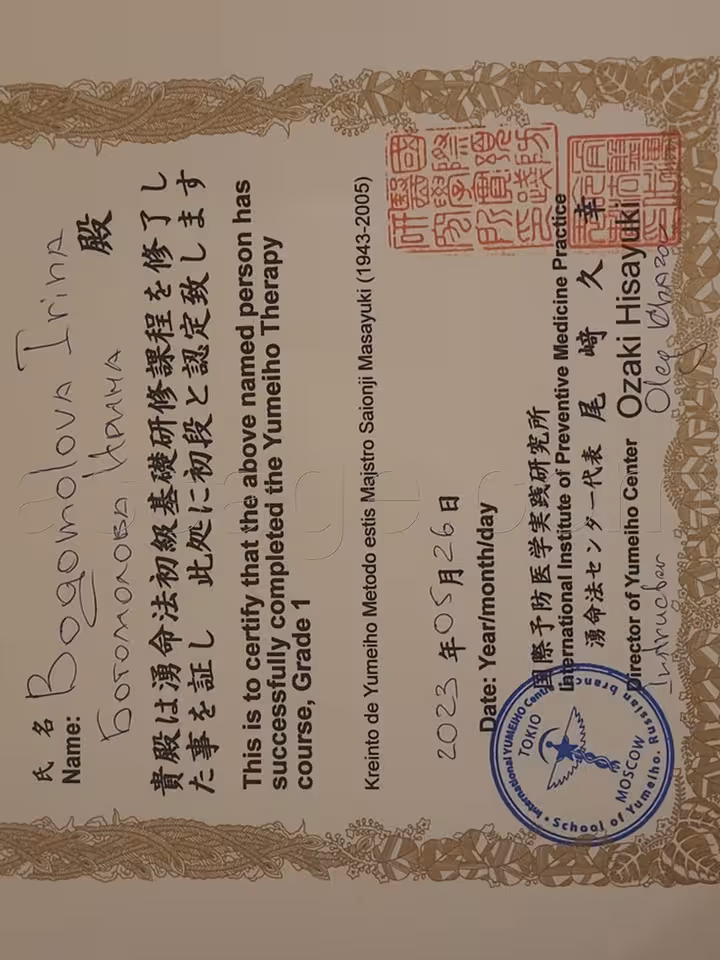 氏 名
Name: Bogomolova Irina
Богомолова Ирина 殿
貴殿は湧命法初級基礎研修課程を修了し
た事を証し 此処に初段と認定致します
This is to certify that the above named person has
successfully completed the Yumeiho Therapy
course, Grade 1
Kreinto de Yumeiho Metodo estis Majstro Saionji Masayuki (1943-2005)
2023 年 05 月 26 日
Date: Year/month/day
国際予防医学実践研究所
International Institute of Preventive Medicine Practice
湧命法センター代表 尾 﨑 久 幸
Director of Yumeiho Center Ozaki Hisayuki
Instructor Oleg
International YUMEIHO Center
TOKIO
MOSCOW
School of Yumeiho. Russian branch